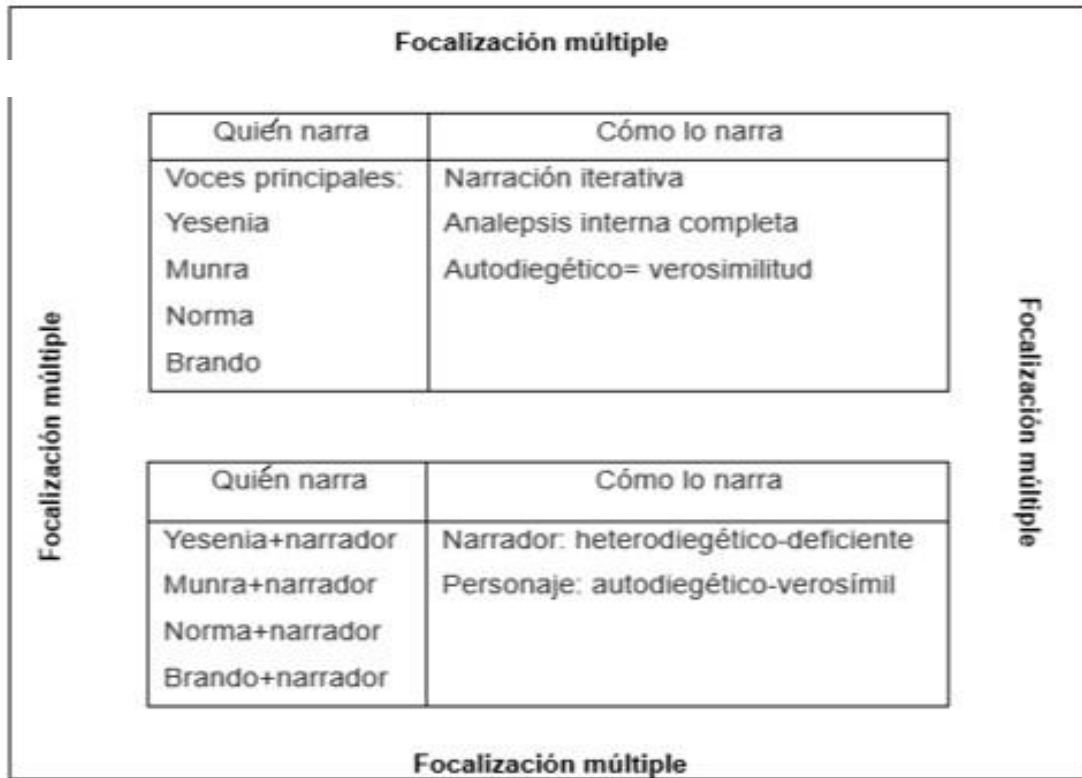 Focalización múltiple
Quién narra
Cómo lo narra
Voces principales:
Narración iterativa
Yesenia
Analepsis interna completa
Munra
Autodiegético= verosimilitud
Norma
Brando
Focalización múltiple
Focalización múltiple
Quién narra
Cómo lo narra
Yesenia+narrador
Narrador: heterodiegético-deficiente
Munra+narrador
Personaje: autodiegético-verosímil
Norma+narrador
Brando+narrador
Focalización múltiple